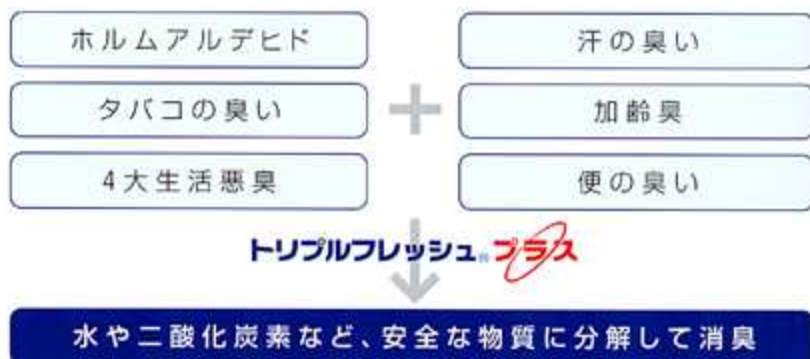 ホルムアルデヒド
汗の臭い
タバコの臭い
+
加齢臭
4大生活悪臭
便の臭い
トリプルフレッシュ®プラス
水や二酸化炭素など、安全な物質に分解して消臭